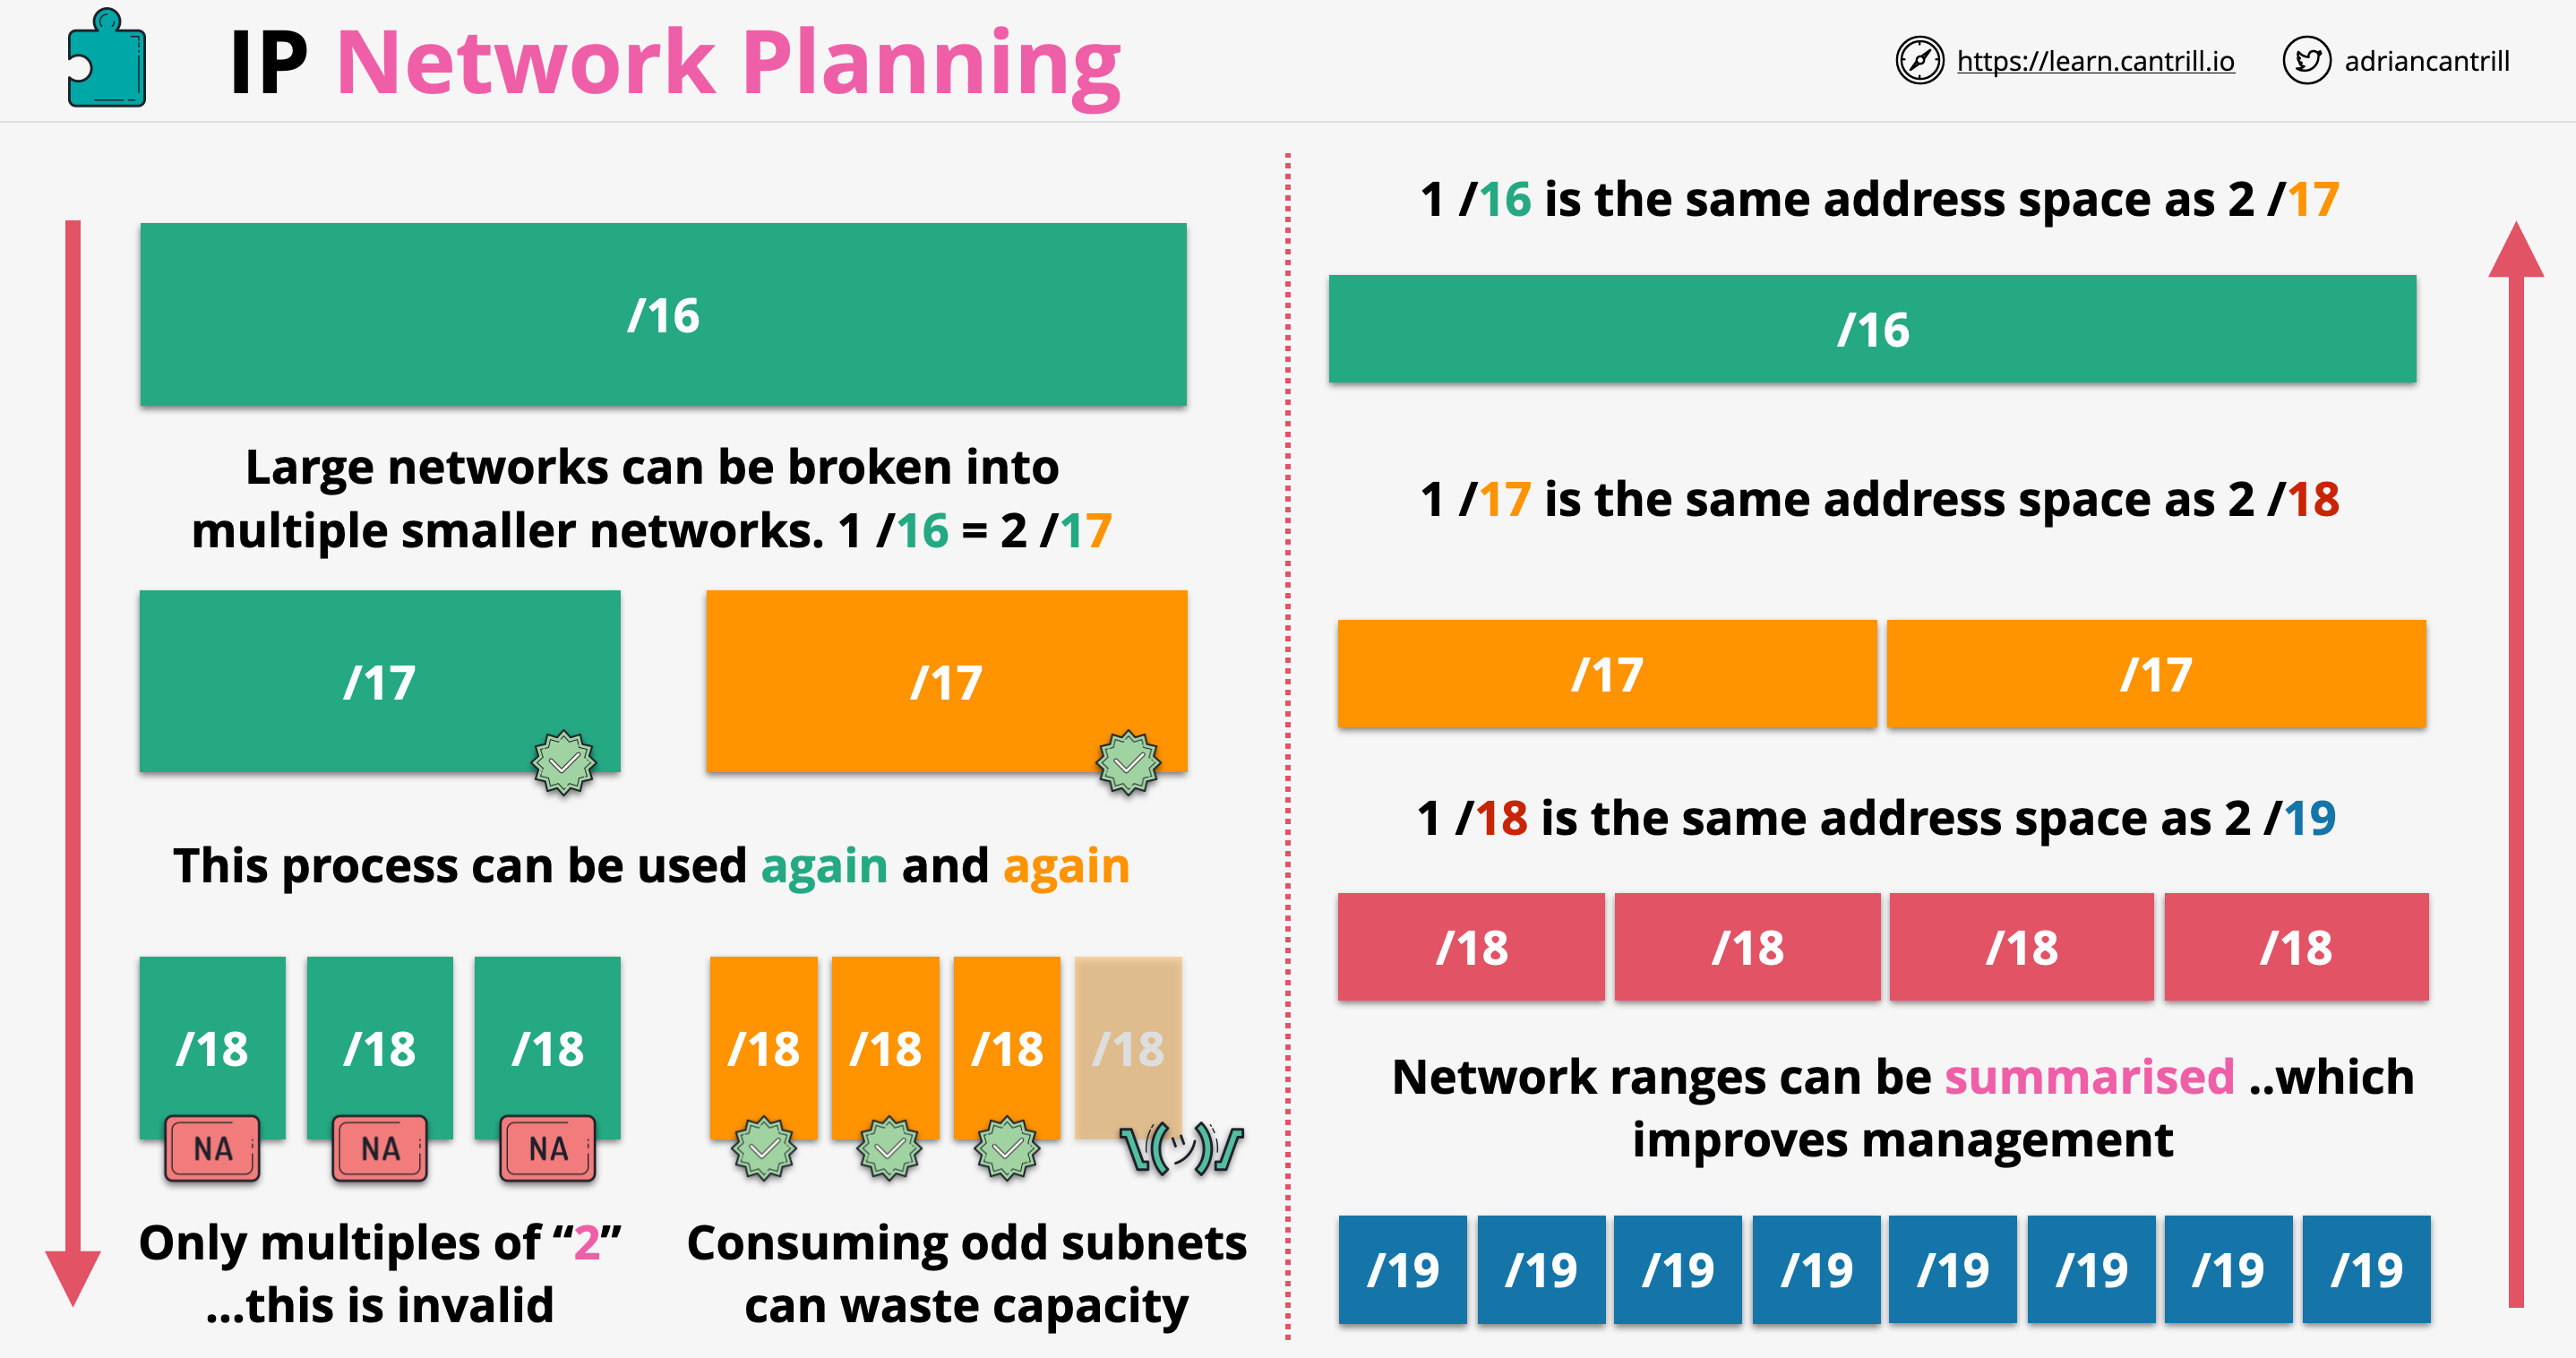 IP Network Planning
https://learn.cantrill.io
adriancantrill
/16
Large networks can be broken into
multiple smaller networks. 1 /16 = 2 /17
/17 /17
This process can be used again and again
/18 /18 /18 /18 /18 /18 /18
NA NA NA
Only multiples of “2”
...this is invalid
Consuming odd subnets
can waste capacity
1 /16 is the same address space as 2 /17
/16
1 /17 is the same address space as 2 /18
/17 /17
1 /18 is the same address space as 2 /19
/18 /18 /18 /18
Network ranges can be summarised ..which
improves management
/19 /19 /19 /19 /19 /19 /19 /19